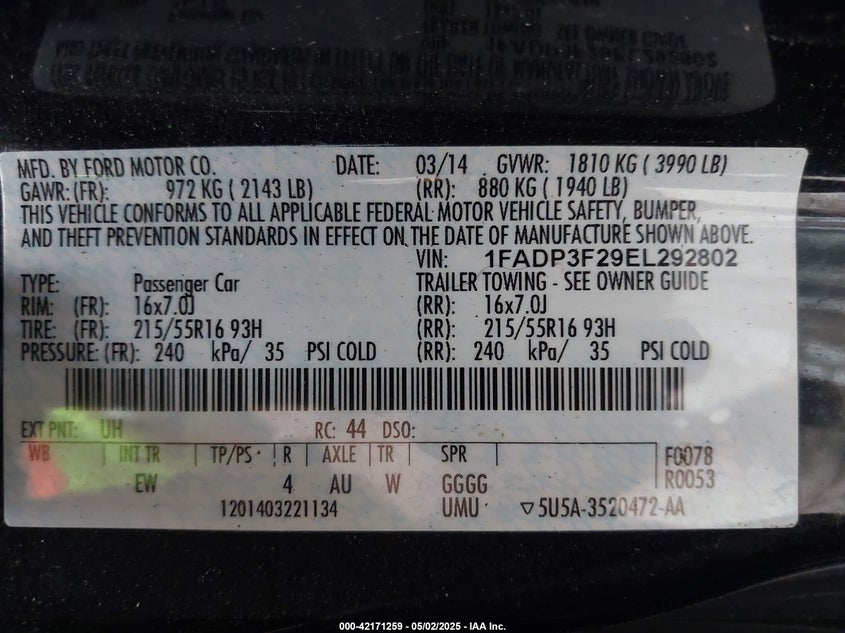 MFD. BY FORD MOTOR CO. DATE: 03/14 GVWR: 1810 KG ( 3990 LB)
GAWR: (FR): 972 KG ( 2143 LB) (RR): 880 KG ( 1940 LB)
THIS VEHICLE CONFORMS TO ALL APPLICABLE FEDERAL MOTOR VEHICLE SAFETY, BUMPER,
AND THEFT PREVENTION STANDARDS IN EFFECT ON THE DATE OF MANUFACTURE SHOWN ABOVE.
VIN: 1FADP3F29EL292802
TYPE: Passenger Car TRAILER TOWING - SEE OWNER GUIDE
RIM: (FR): 16x7.0J (RR): 16x7.0J
TIRE: (FR): 215/55R16 93H (RR): 215/55R16 93H
PRESSURE: (FR): 240 kPa/ 35 PSI COLD (RR): 240 kPa/ 35 PSI COLD
EXT PNT: UH RC: 44 DSO:
WB INT TR TP/PS R AXLE TR SPR F0078
EW 4 AU W GGGG R0053
1201403221134 UMU ▽5U5A-3520472-AA
000-42171259 - 05/02/2025 - IAA Inc.